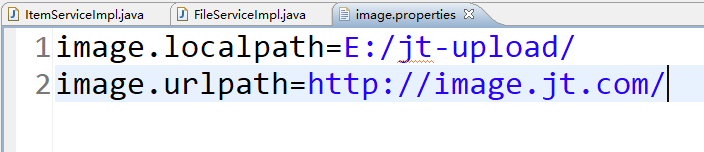 ItemServiceImpl.java FileServiceImpl.java image.properties
1 image.localpath=E:/jt-upload/
2 image.urlpath=http://image.jt.com/